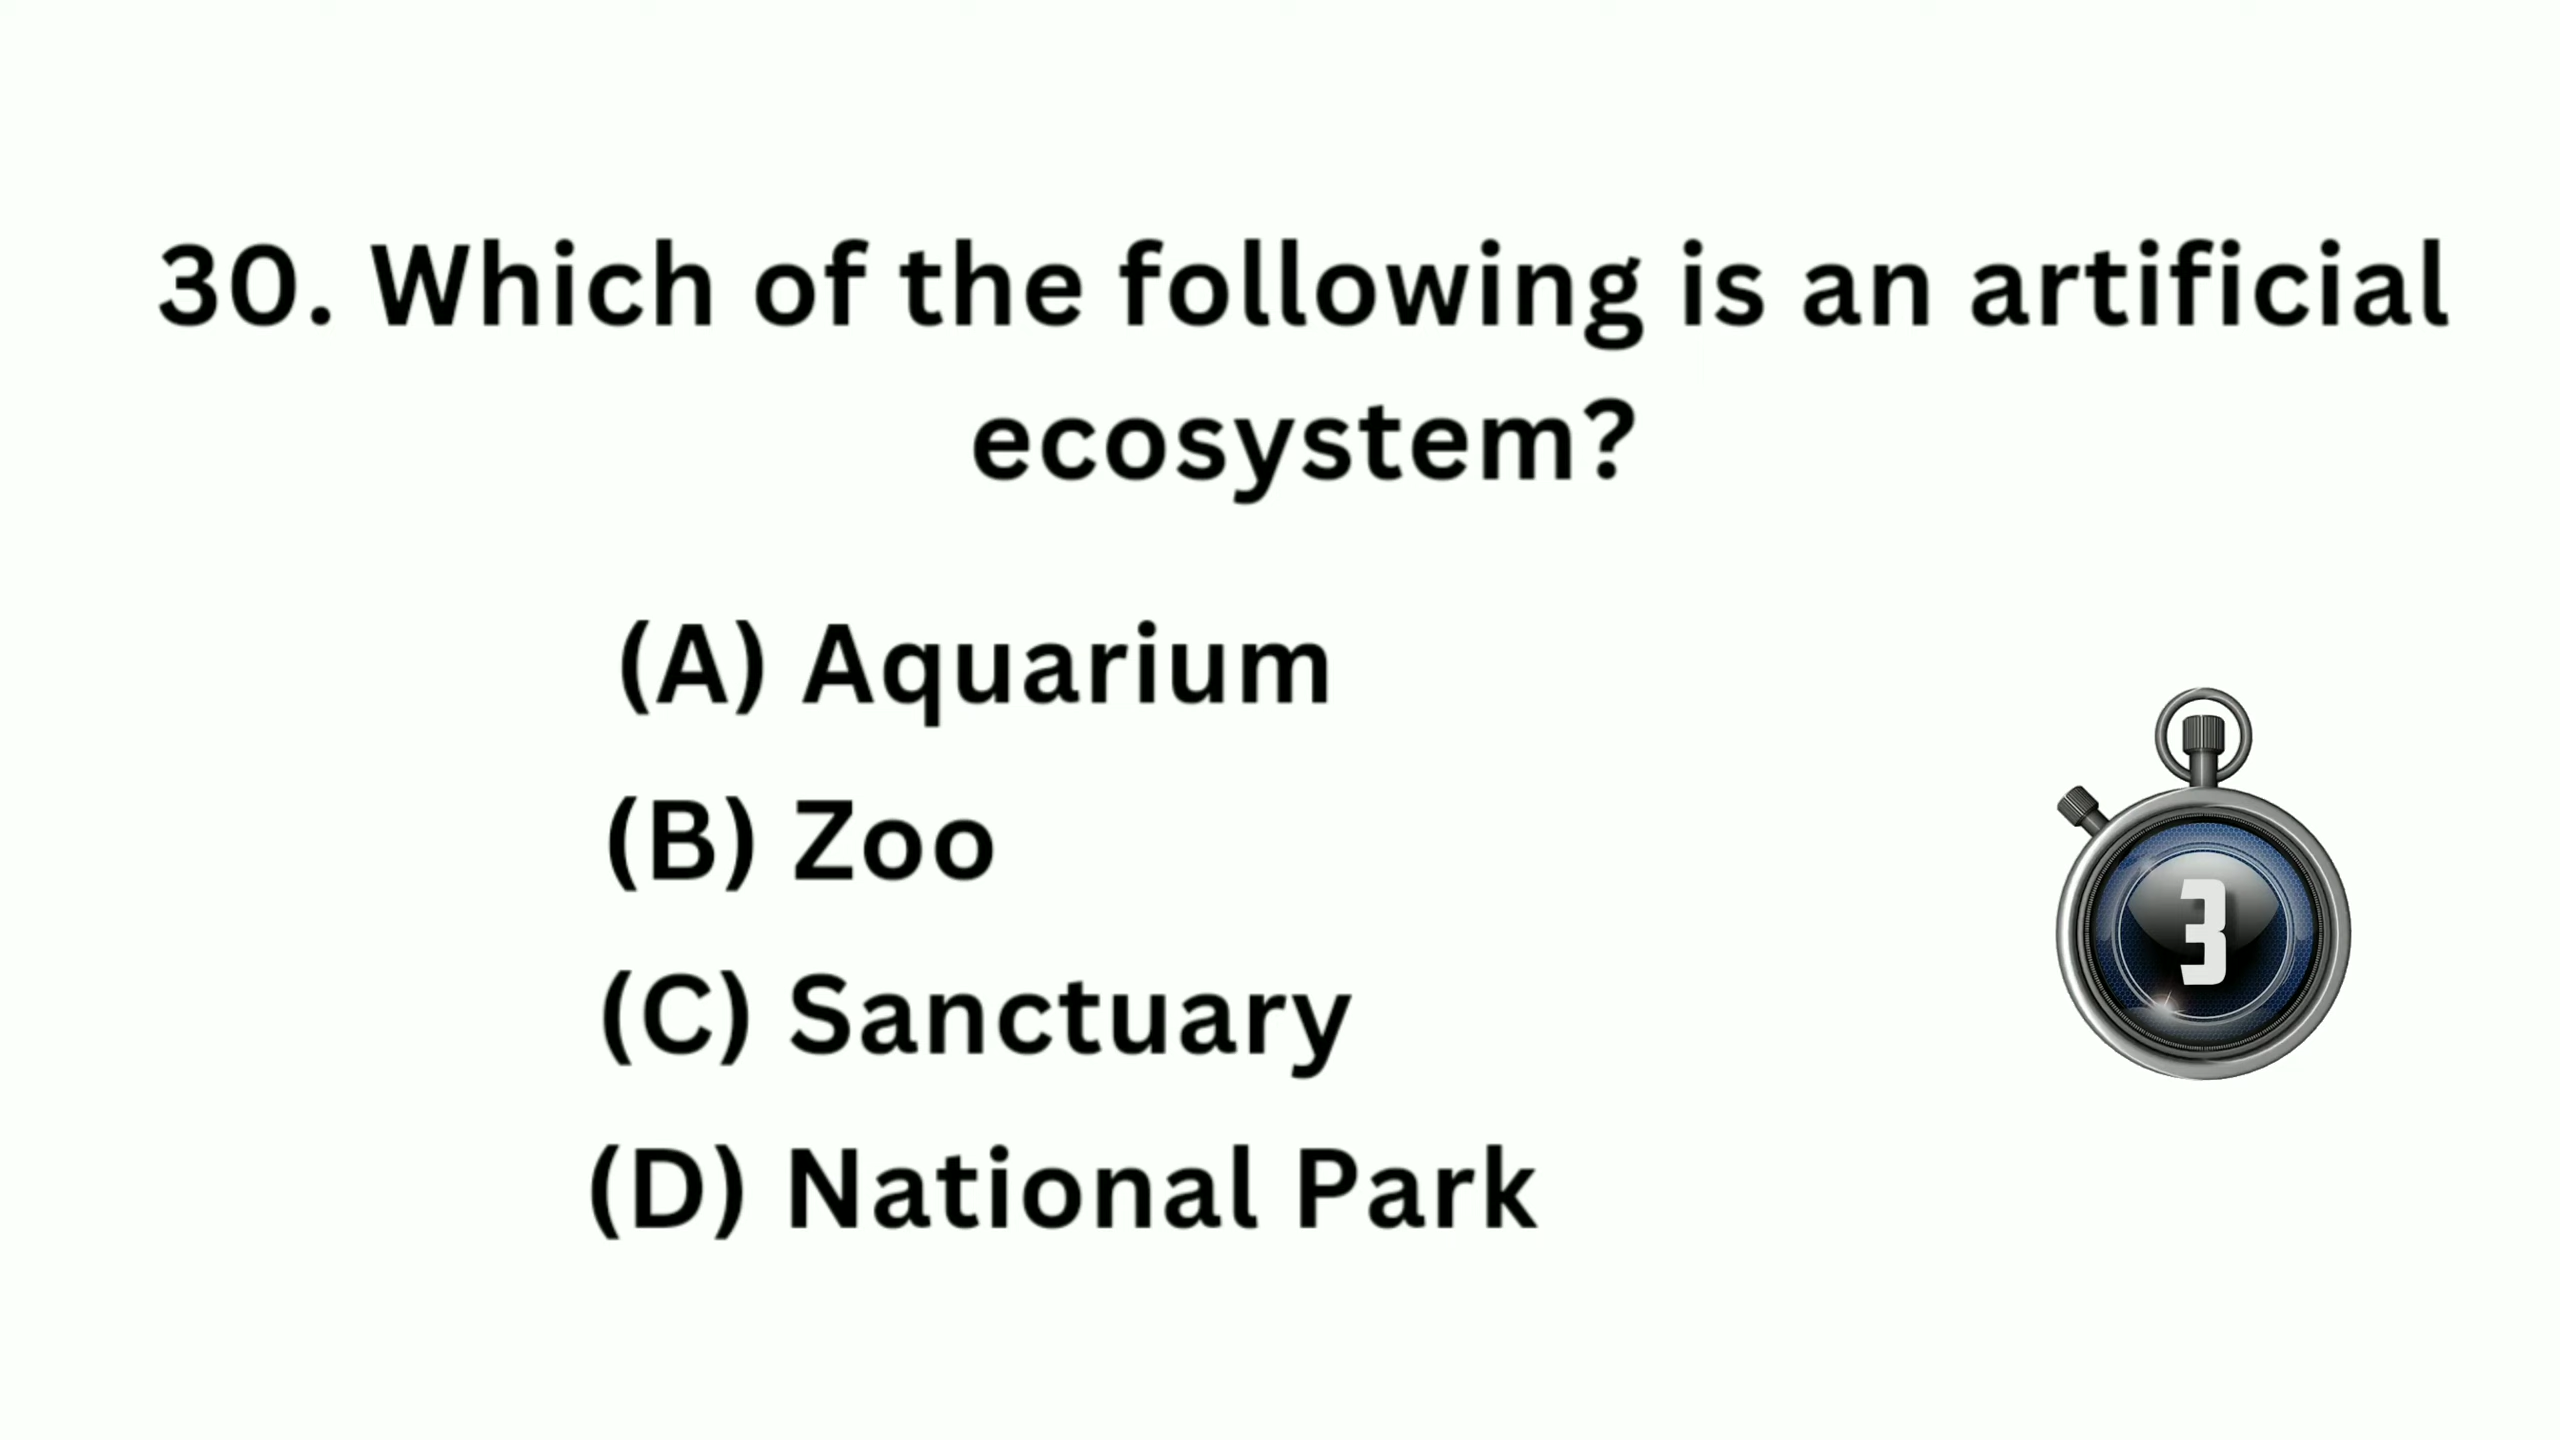 30. Which of the following is an artificial
ecosystem?
(A) Aquarium
(B) Zoo
(C) Sanctuary
(D) National Park
3